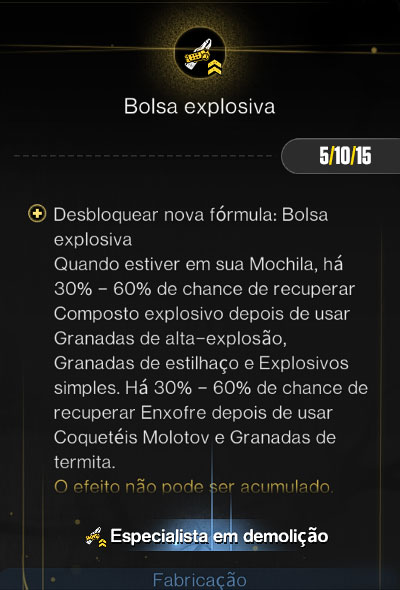 Bolsa explosiva
5/10/15
Desbloquear nova fórmula: Bolsa
explosiva
Quando estiver em sua Mochila, há
30% – 60% de chance de recuperar
Composto explosivo depois de usar
Granadas de alta-explosão,
Granadas de estilhaço e Explosivos
simples. Há 30% – 60% de chance de
recuperar Enxofre depois de usar
Coquetéis Molotov e Granadas de
termita.
O efeito não pode ser acumulado.
Especialista em demolição
Fabricação